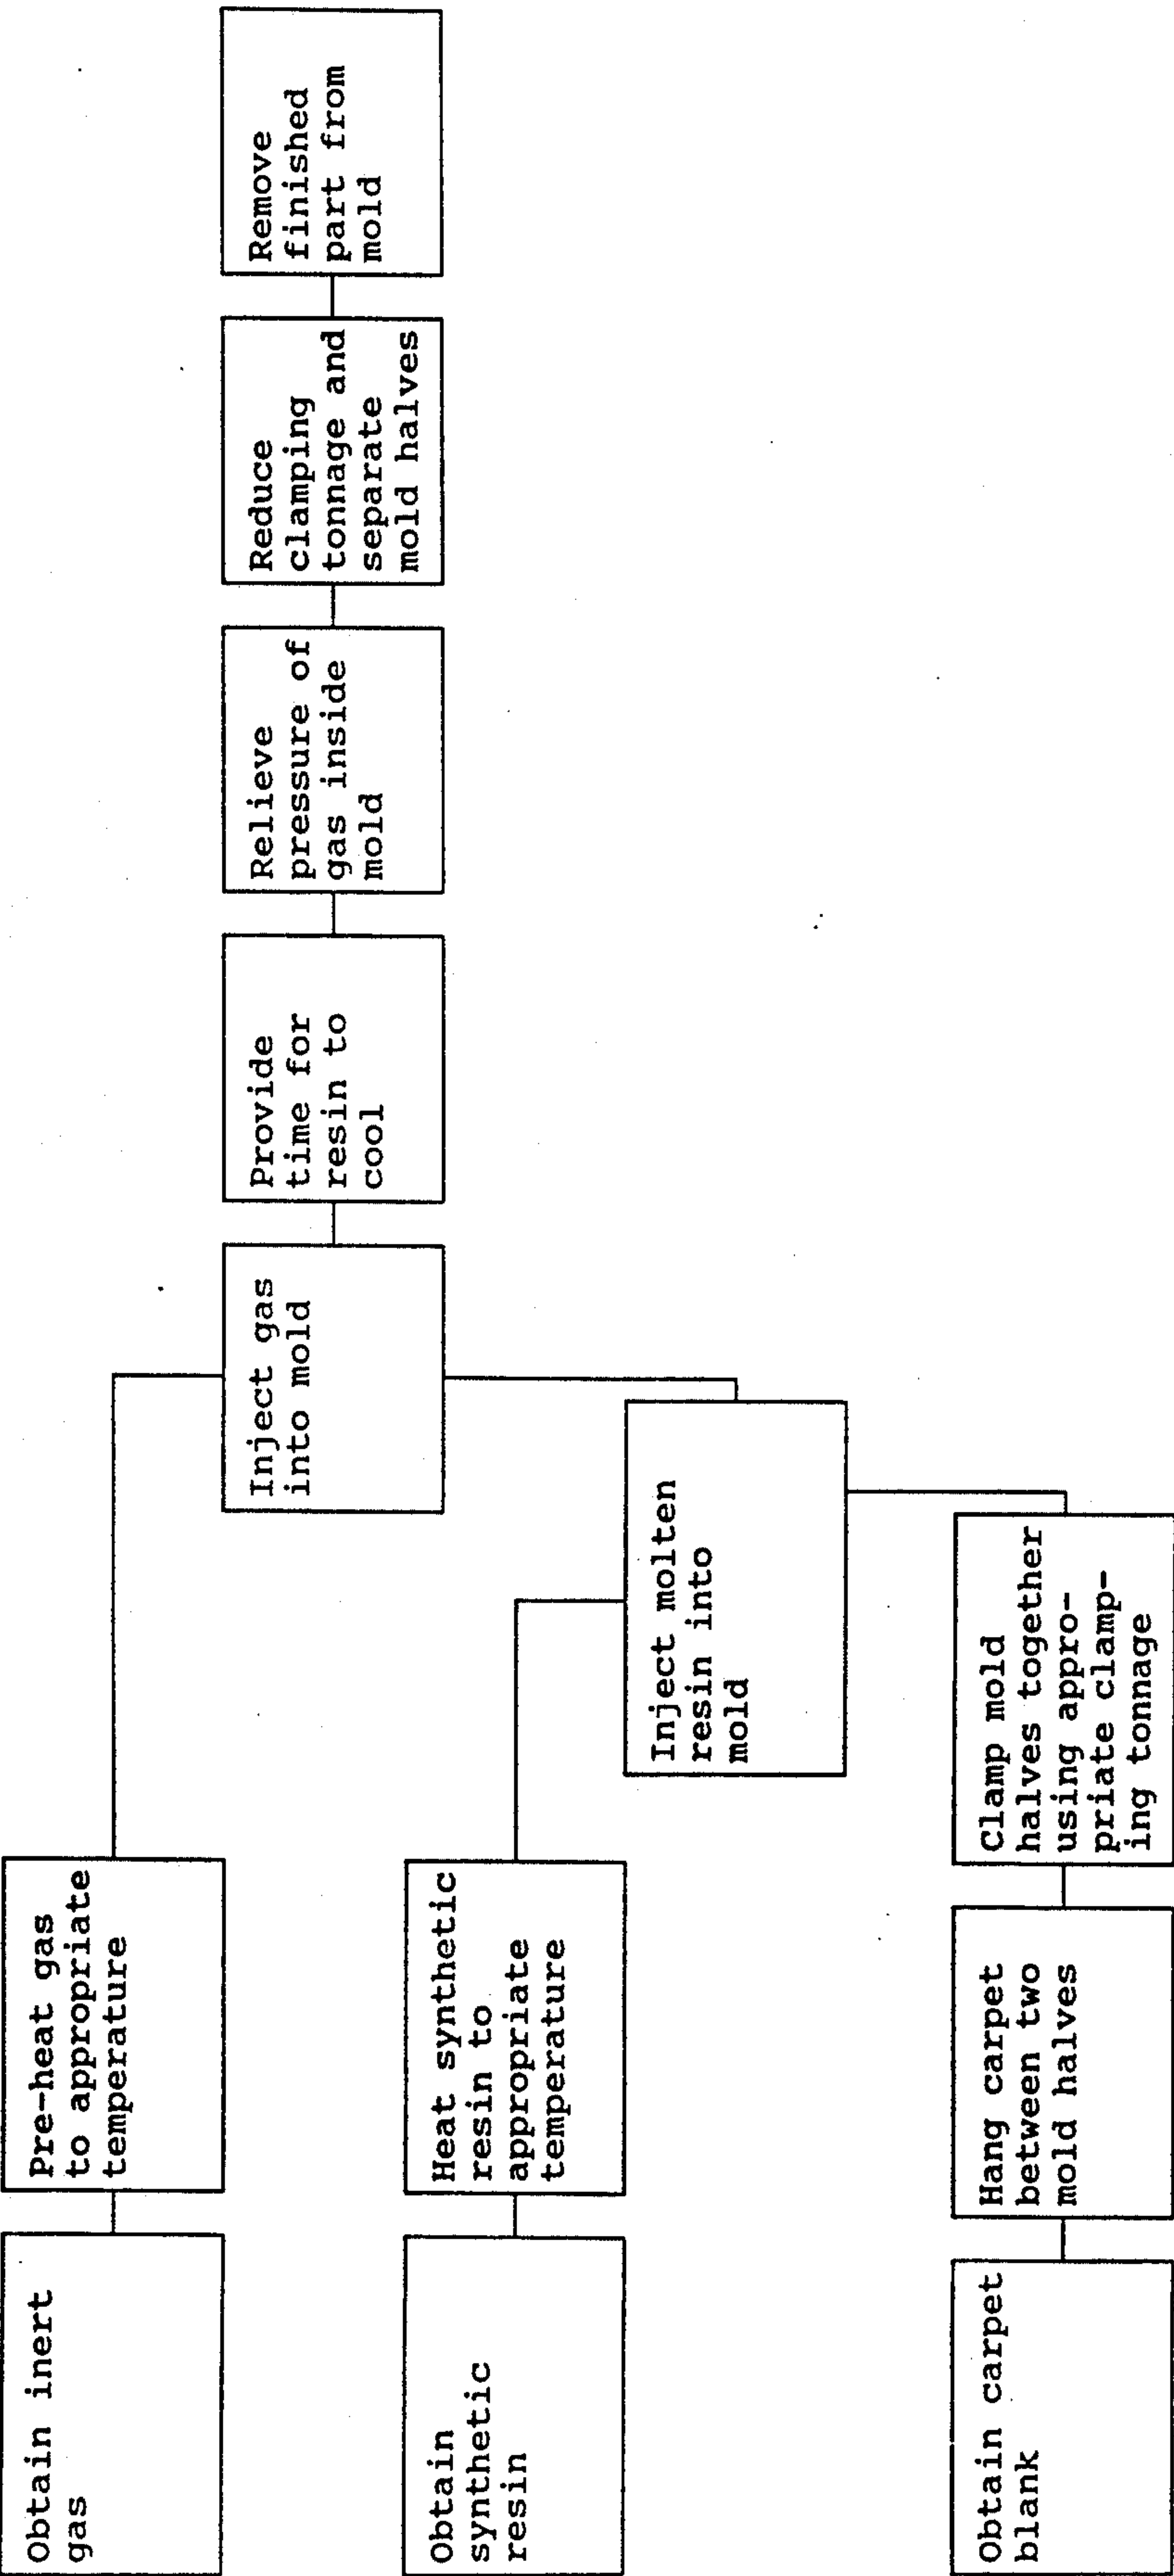 Obtain inert
gas
Pre-heat gas
to appropriate
temperature
Obtain
synthetic
resin
Heat synthetic
resin to
appropriate
temperature
Obtain carpet
blank
Hang carpet
between two
mold halves
Clamp mold
halves together
using appro-
priate clamp-
ing tonnage
Inject molten
resin into
mold
Inject gas
into mold
Provide
time for
resin to
cool
Relieve
pressure of
gas inside
mold
Reduce
clamping
tonnage and
separate
mold halves
Remove
finished
part from
mold